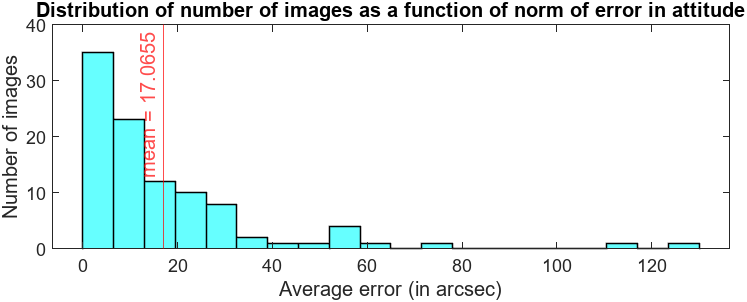 Distribution of number of images as a function of norm of error in attitude
40
30
20
10
0
Number of images
mean = 17.0655
0 20 40 60 80 100 120
Average error (in arcsec)